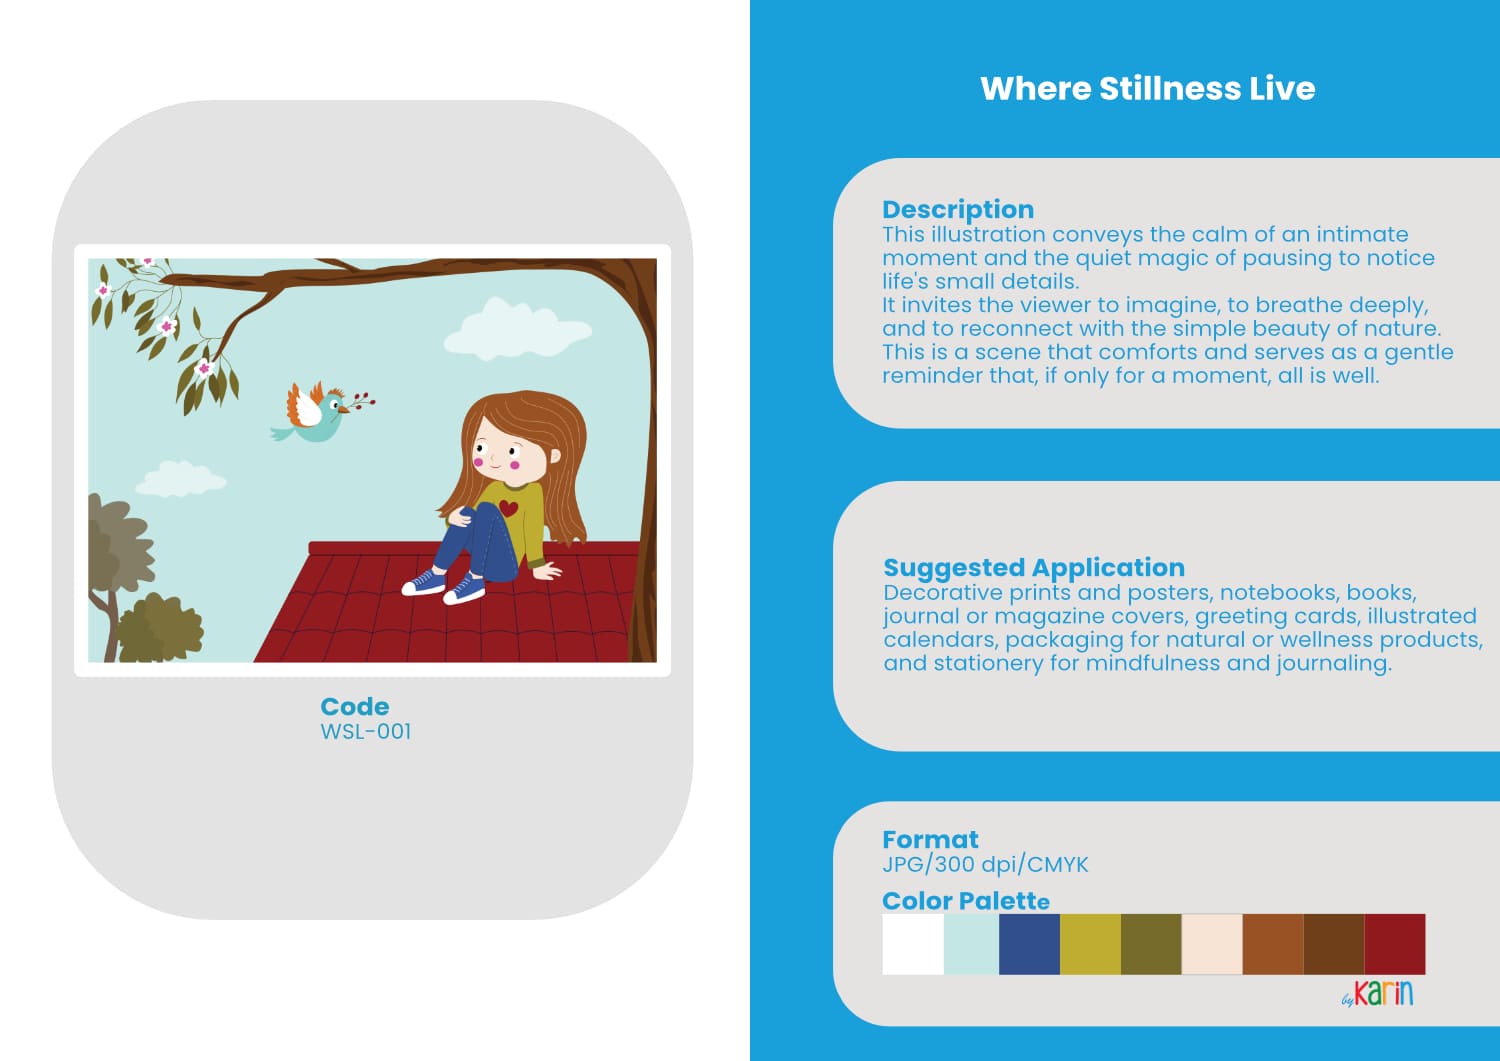 Where Stillness Live
Description
This illustration conveys the calm of an intimate
moment and the quiet magic of pausing to notice
life's small details.
It invites the viewer to imagine, to breathe deeply,
and to reconnect with the simple beauty of nature.
This is a scene that comforts and serves as a gentle
reminder that, if only for a moment, all is well.
Code
WSL-001
Suggested Application
Decorative prints and posters, notebooks, books,
journal or magazine covers, greeting cards, illustrated
calendars, packaging for natural or wellness products,
and stationery for mindfulness and journaling.
Format
JPG/300 dpi/CMYK
Color Palette
by Karin